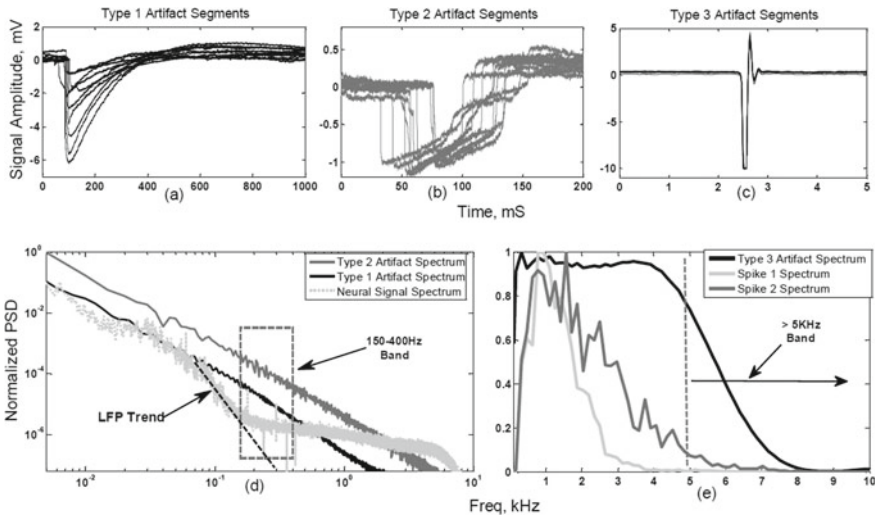 Type 1 Artifact Segments
Type 2 Artifact Segments
Type 3 Artifact Segments
Signal Amplitude, mV
2
0
-2
-4
-6
0 200 400 600 800 1000
(a)
0.5
0
-0.5
-1
0 50 100 150 200
(b)
5
0
-5
-10
0 1 2 3 4 5
(c)
Time, mS
Normalized PSD
10^0
10^-2
10^-4
10^-6
10^-2 10^-1 10^0 10^1
Type 2 Artifact Spectrum
Type 1 Artifact Spectrum
Neural Signal Spectrum
150-400Hz
Band
LFP Trend
(d)
1
0.8
0.6
0.4
0.2
0
1 2 3 4 5 6 7 8 9 10
Type 3 Artifact Spectrum
Spike 1 Spectrum
Spike 2 Spectrum
> 5KHz
Band
(e)
Freq, kHz